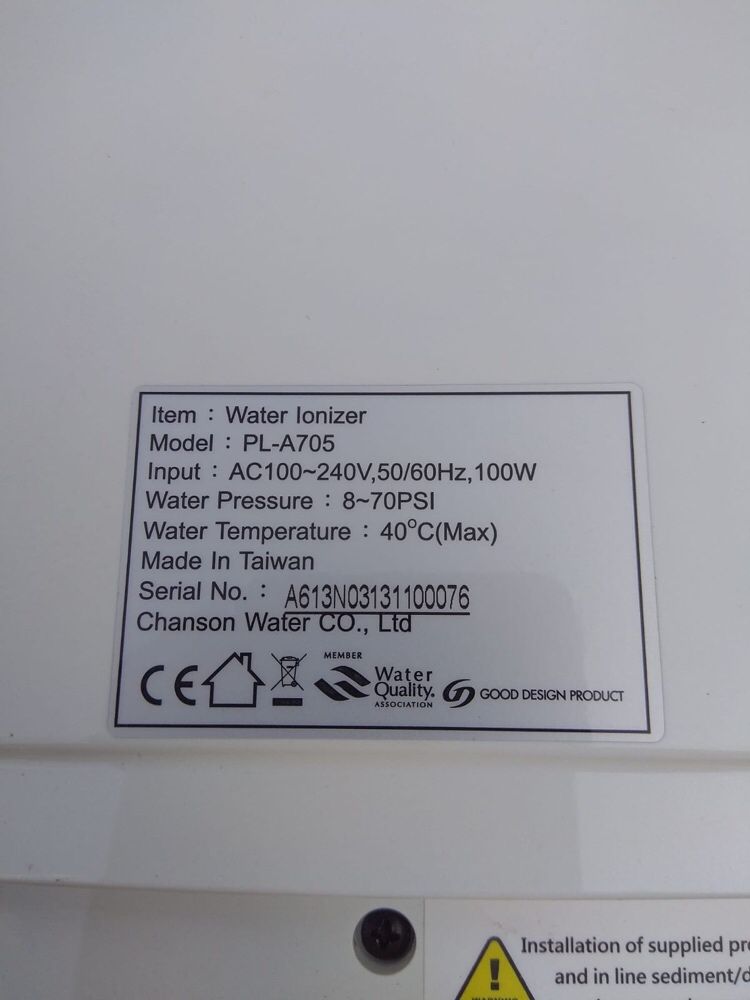 Item : Water Ionizer
Model : PL-A705
Input : AC100~240V,50/60Hz,100W
Water Pressure : 8~70PSI
Water Temperature : 40°C(Max)
Made In Taiwan
Serial No. : A613N03131100076
Chanson Water CO., Ltd
CE
MEMBER
Water
Quality.
ASSOCIATION
GOOD DESIGN PRODUCT
Installation of supplied
and in line sediment/
WARNING